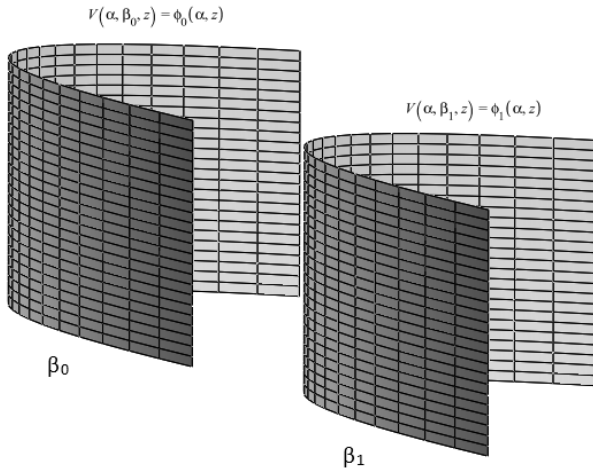 V(α, β₀, z) = ϕ₀(α, z)
V(α, β₁, z) = ϕ₁(α, z)
β₀
β₁